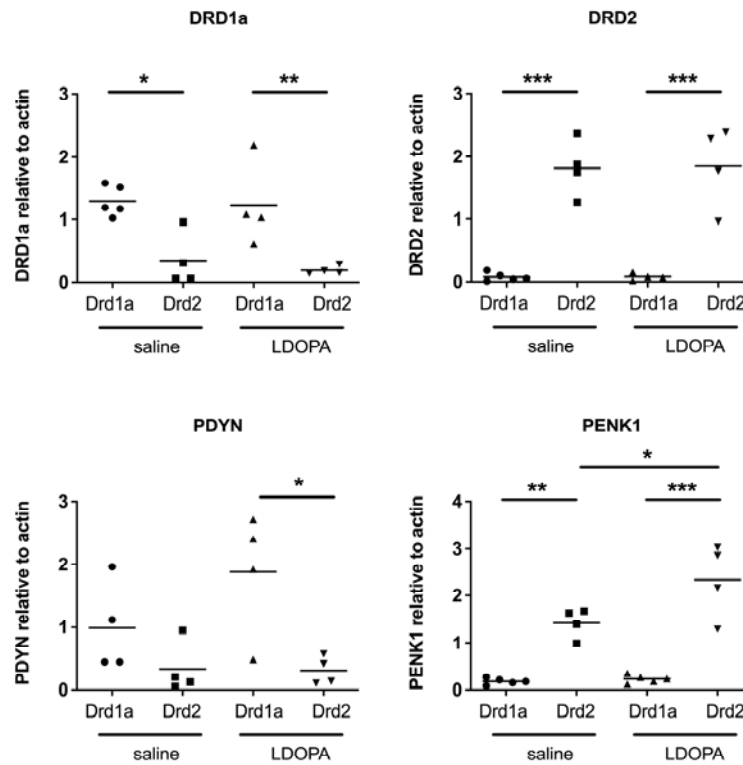 DRD1a
DRD1a relative to actin
3
2
1
0
*
**
Drd1a Drd2 Drd1a Drd2
saline LDOPA
DRD2
DRD2 relative to actin
3
2
1
0
***
***
Drd1a Drd2 Drd1a Drd2
saline LDOPA
PDYN
PDYN relative to actin
3
2
1
0
*
Drd1a Drd2 Drd1a Drd2
saline LDOPA
PENK1
PENK1 relative to actin
4
3
2
1
0
*
**
***
Drd1a Drd2 Drd1a Drd2
saline LDOPA